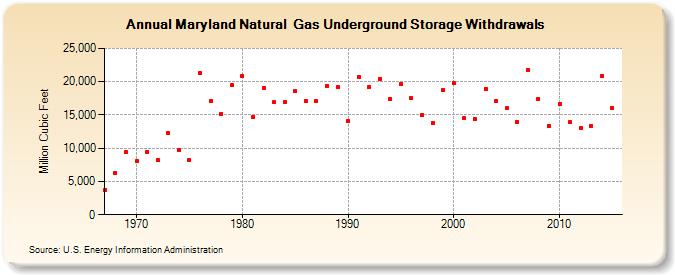 Annual Maryland Natural Gas Underground Storage Withdrawals
Million Cubic Feet
25,000
20,000
15,000
10,000
5,000
0
1970 1980 1990 2000 2010
Source: U.S. Energy Information Administration